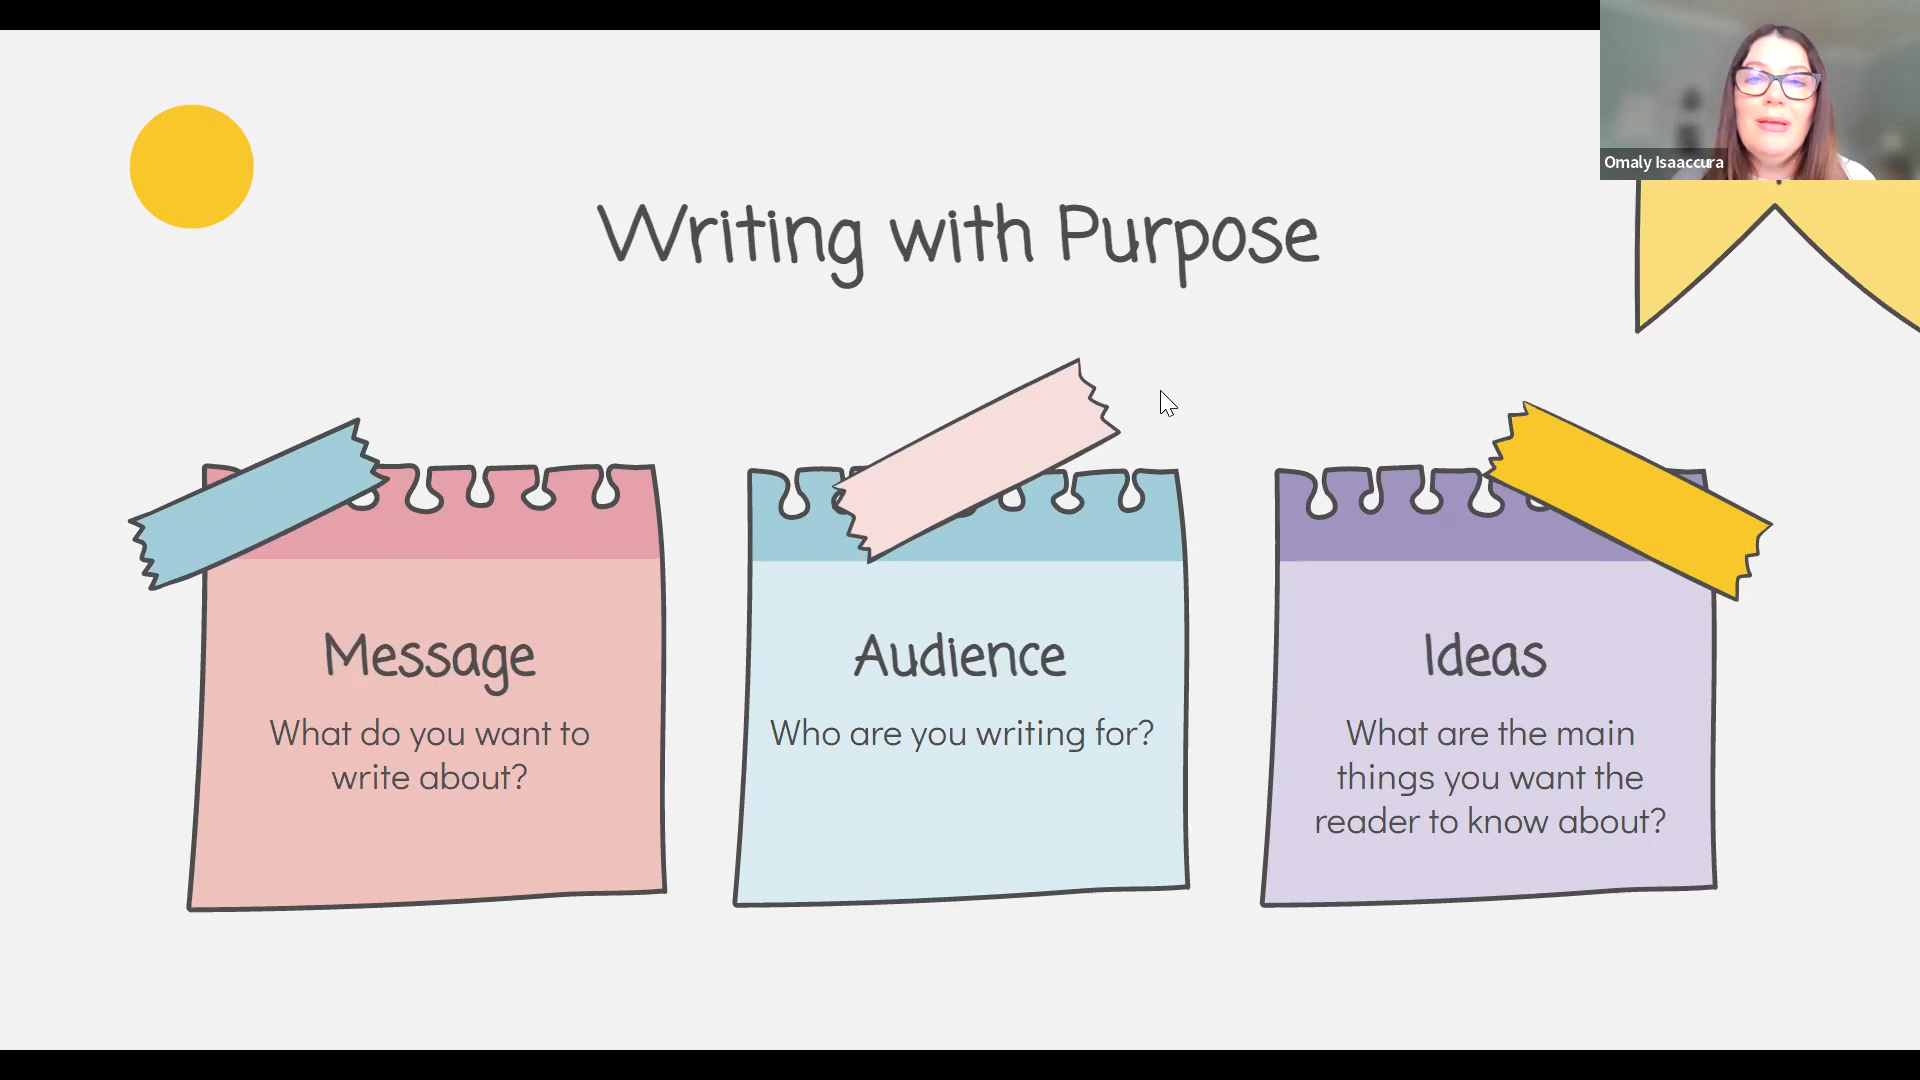 Omaly Isaaccura
Writing with Purpose
Message
What do you want to
write about?
Audience
Who are you writing for?
Ideas
What are the main
things you want the
reader to know about?